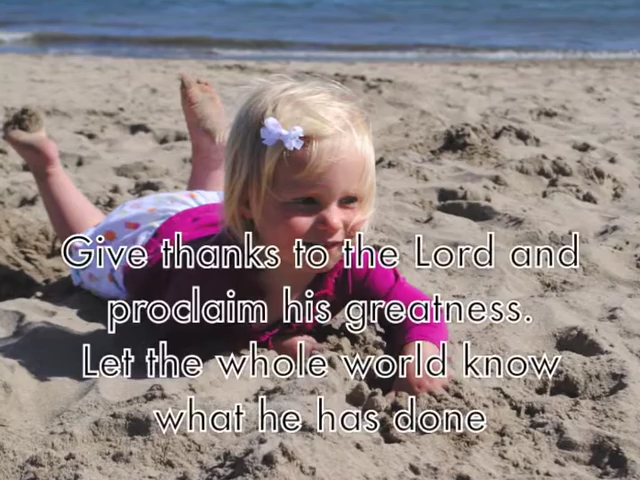 Give thanks to the Lord and
proclaim his greatness.
Let the whole world know
what he has done